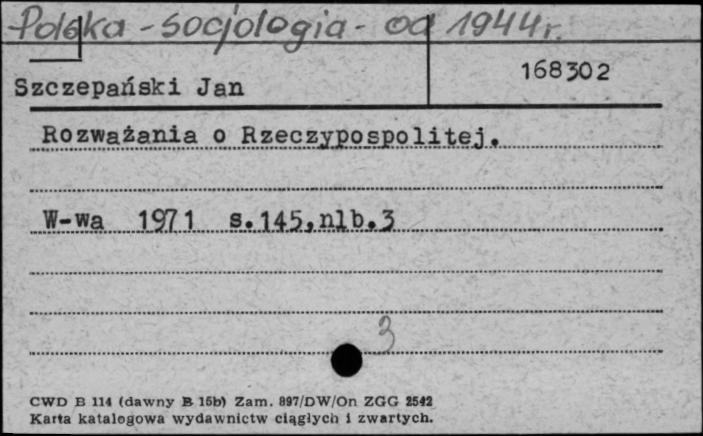 Polska - socjologia - od 1944 r.
168302
Szczepański Jan
Rozważania o Rzeczypospolitej.
W-wa 1971 s.145,nlb.3
3
CWD B 114 (dawny B 15b) Zam. 897/DW/On ZGG 2542
Karta katalogowa wydawnictw ciągłych i zwartych.